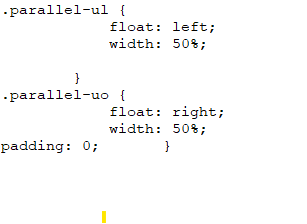 .parallel-ul {
float: left;
width: 50%;
}
.parallel-uo {
float: right;
width: 50%;
padding: 0; }